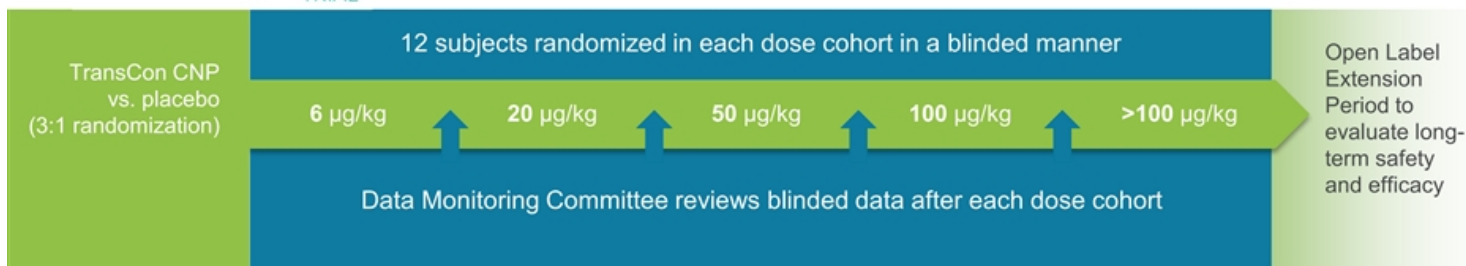 TransCon CNP
vs. placebo
(3:1 randomization)
12 subjects randomized in each dose cohort in a blinded manner
6 µg/kg 20 µg/kg 50 µg/kg 100 µg/kg >100 µg/kg
Data Monitoring Committee reviews blinded data after each dose cohort
Open Label
Extension
Period to
evaluate long-
term safety
and efficacy